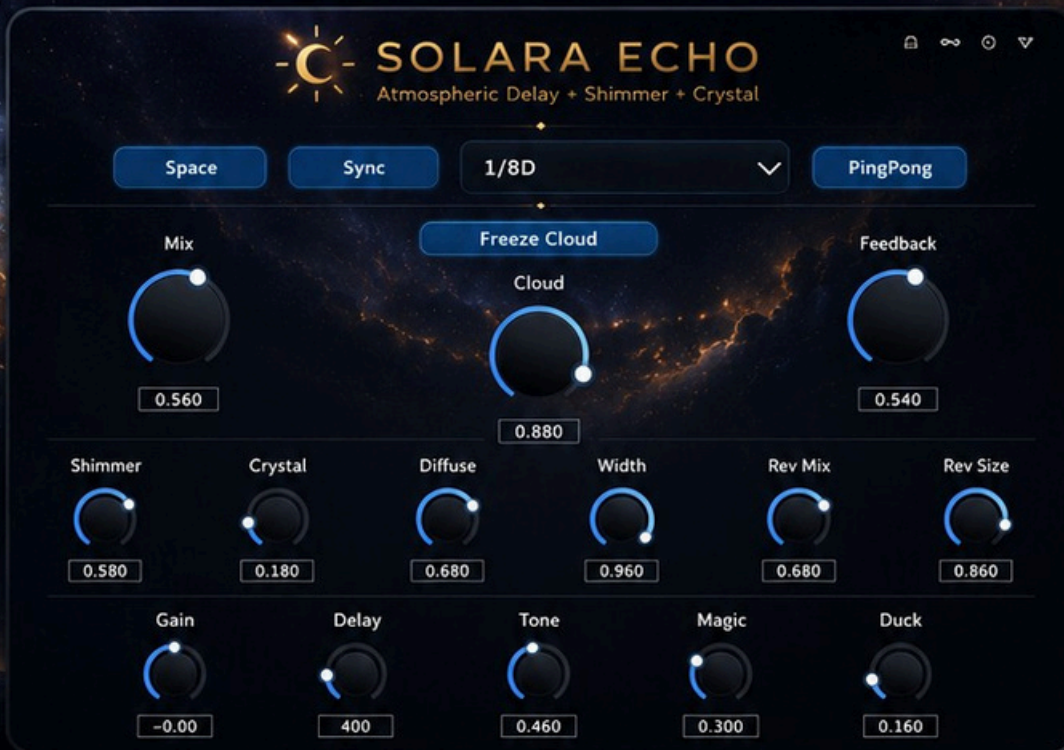 SOLARA ECHO
Atmospheric Delay + Shimmer + Crystal
Space Sync 1/8D PingPong
Freeze Cloud
Mix Cloud Feedback
0.560 0.880 0.540
Shimmer Crystal Diffuse Width Rev Mix Rev Size
0.580 0.180 0.680 0.960 0.680 0.860
Gain Delay Tone Magic Duck
-0.00 400 0.460 0.300 0.160